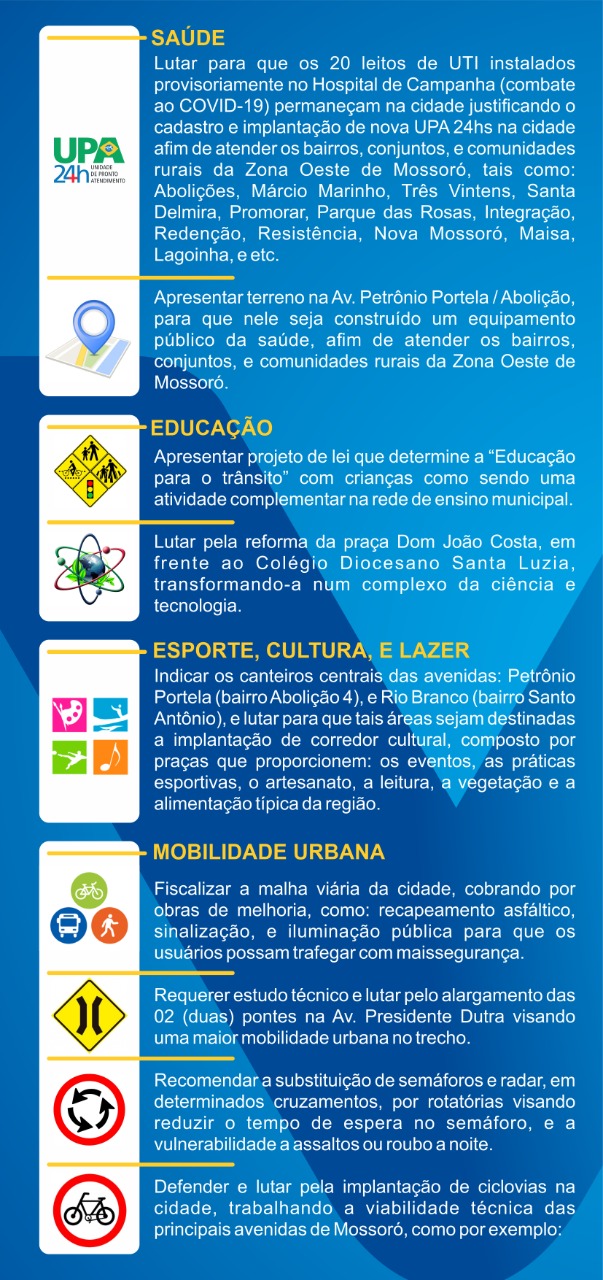 SAÚDE
Lutar para que os 20 leitos de UTI instalados
provisoriamente no Hospital de Campanha (combate
ao COVID-19) permaneçam na cidade justificando o
cadastro e implantação de nova UPA 24hs na cidade
afim de atender os bairros, conjuntos, e comunidades
rurais da Zona Oeste de Mossoró, tais como:
Abolições, Márcio Marinho, Três Vintens, Santa
Delmira, Promorar, Parque das Rosas, Integração,
Redenção, Resistência, Nova Mossoró, Maisa,
Lagoinha, e etc.
UPA
24h UNIDADE
DE PRONTO
ATENDIMENTO
Apresentar terreno na Av. Petrônio Portela / Abolição,
para que nele seja construído um equipamento
público da saúde, afim de atender os bairros,
conjuntos, e comunidades rurais da Zona Oeste de
Mossoró.
EDUCAÇÃO
Apresentar projeto de lei que determine a “Educação
para o trânsito” com crianças como sendo uma
atividade complementar na rede de ensino municipal.
Lutar pela reforma da praça Dom João Costa, em
frente ao Colégio Diocesano Santa Luzia,
transformando-a num complexo da ciência e
tecnologia.
ESPORTE, CULTURA, E LAZER
Indicar os canteiros centrais das avenidas: Petrônio
Portela (bairro Abolição 4), e Rio Branco (bairro Santo
Antônio), e lutar para que tais áreas sejam destinadas
a implantação de corredor cultural, composto por
praças que proporcionem: os eventos, as práticas
esportivas, o artesanato, a leitura, a vegetação e a
alimentação típica da região.
MOBILIDADE URBANA
Fiscalizar a malha viária da cidade, cobrando por
obras de melhoria, como: recapeamento asfáltico,
sinalização, e iluminação pública para que os
usuários possam trafegar com maissegurança.
Requerer estudo técnico e lutar pelo alargamento das
02 (duas) pontes na Av. Presidente Dutra visando
uma maior mobilidade urbana no trecho.
Recomendar a substituição de semáforos e radar, em
determinados cruzamentos, por rotatórias visando
reduzir o tempo de espera no semáforo, e a
vulnerabilidade a assaltos ou roubo a noite.
Defender e lutar pela implantação de ciclovias na
cidade, trabalhando a viabilidade técnica das
principais avenidas de Mossoró, como por exemplo: